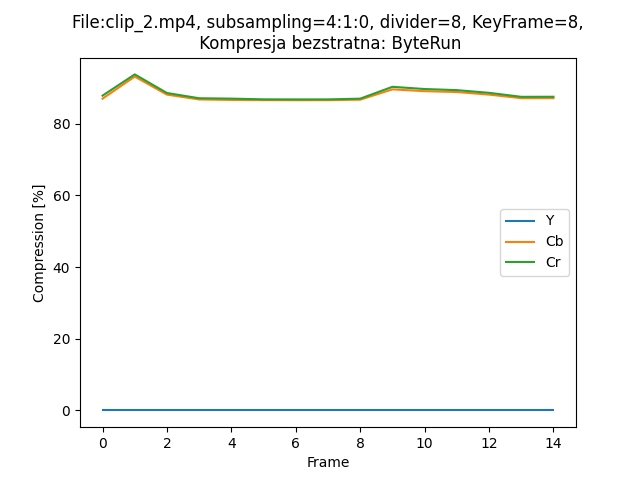 File:clip_2.mp4, subsampling=4:1:0, divider=8, KeyFrame=8,
Kompresja bezstratna: ByteRun
Compression [%]
80
60
40
20
0
Y
Cb
Cr
0 2 4 6 8 10 12 14
Frame